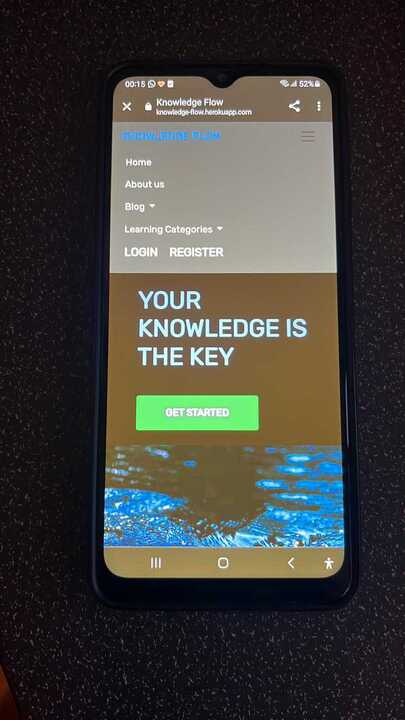 00:15 52%
Knowledge Flow
knowledge-flow.herokuapp.com
KNOWLEDGE FLOW
Home
About us
Blog
Learning Categories
LOGIN REGISTER
YOUR
KNOWLEDGE IS
THE KEY
GET STARTED